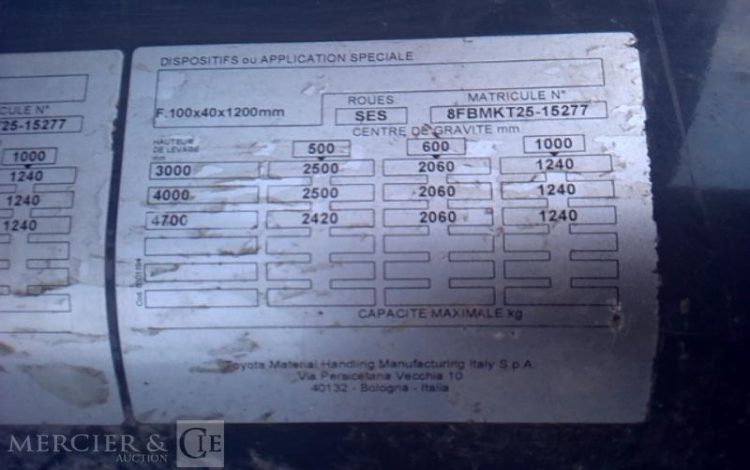 DISPOSITIFS ou APPLICATION SPECIALE
F.100x40x1200mm
ROUES
SES
MATRICULE N°
8FBMKT25-15277
CENTRE DE GRAVITE mm
HAUTEUR
DE LEVAGE
mm
500 600 1000
3000 2500 2060 1240
4000 2500 2060 1240
4700 2420 2060 1240
CAPACITE MAXIMALE kg
Toyota Material Handling Manufacturing Italy S.p.A.
Via Persicetana Vecchia 10
40132 - Bologna - Italia
CULE N°
25-15277
1000
1240
1240
1240
MERCIER & CIE
AUCTION